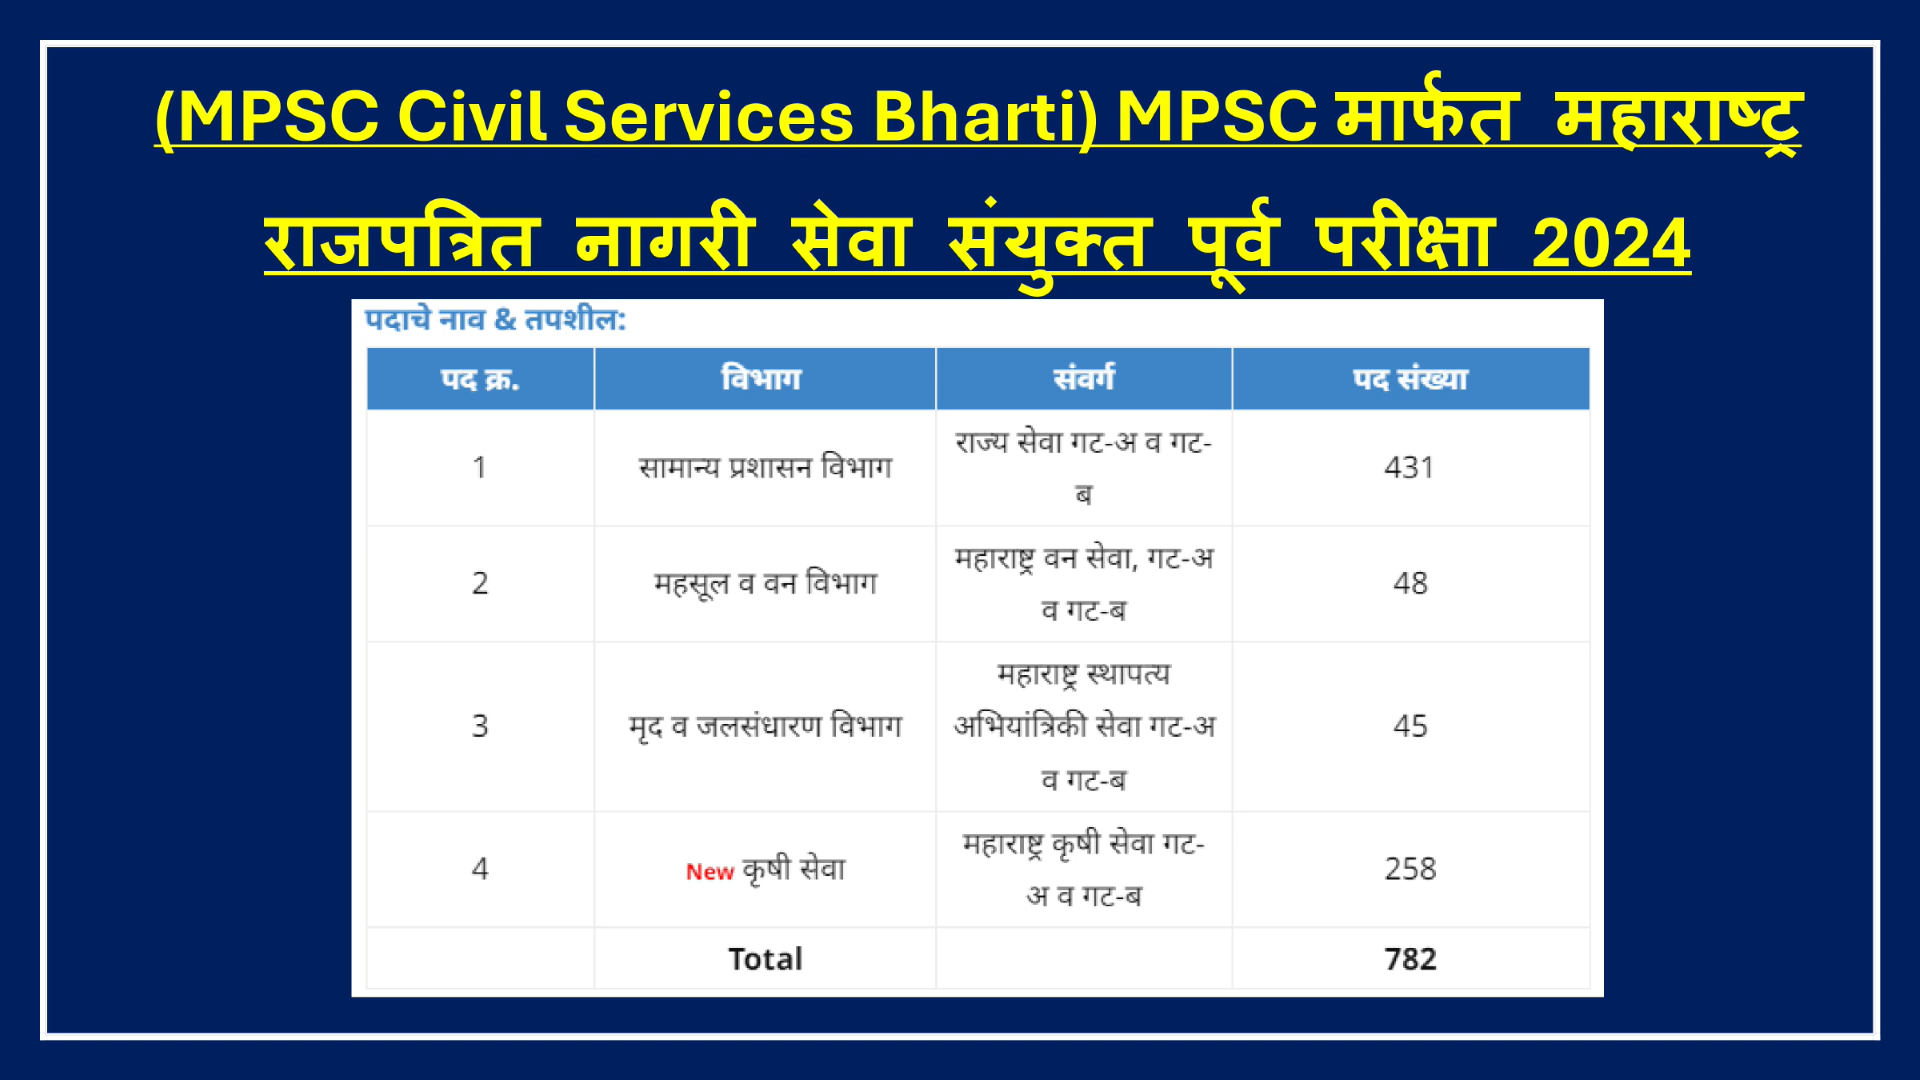 (MPSC Civil Services Bharti) MPSC मार्फत महाराष्ट्र
राजपत्रित नागरी सेवा संयुक्त पूर्व परीक्षा 2024
पदाचे नाव & तपशील:
पद क्र. विभाग संवर्ग पद संख्या
1 सामान्य प्रशासन विभाग राज्य सेवा गट-अ व गट-
ब 431
2 महसूल व वन विभाग महाराष्ट्र वन सेवा, गट-अ
व गट-ब 48
3 मृद व जलसंधारण विभाग महाराष्ट्र स्थापत्य
अभियांत्रिकी सेवा गट-अ
व गट-ब 45
4 New कृषी सेवा महाराष्ट्र कृषी सेवा गट-
अ व गट-ब 258
Total 782